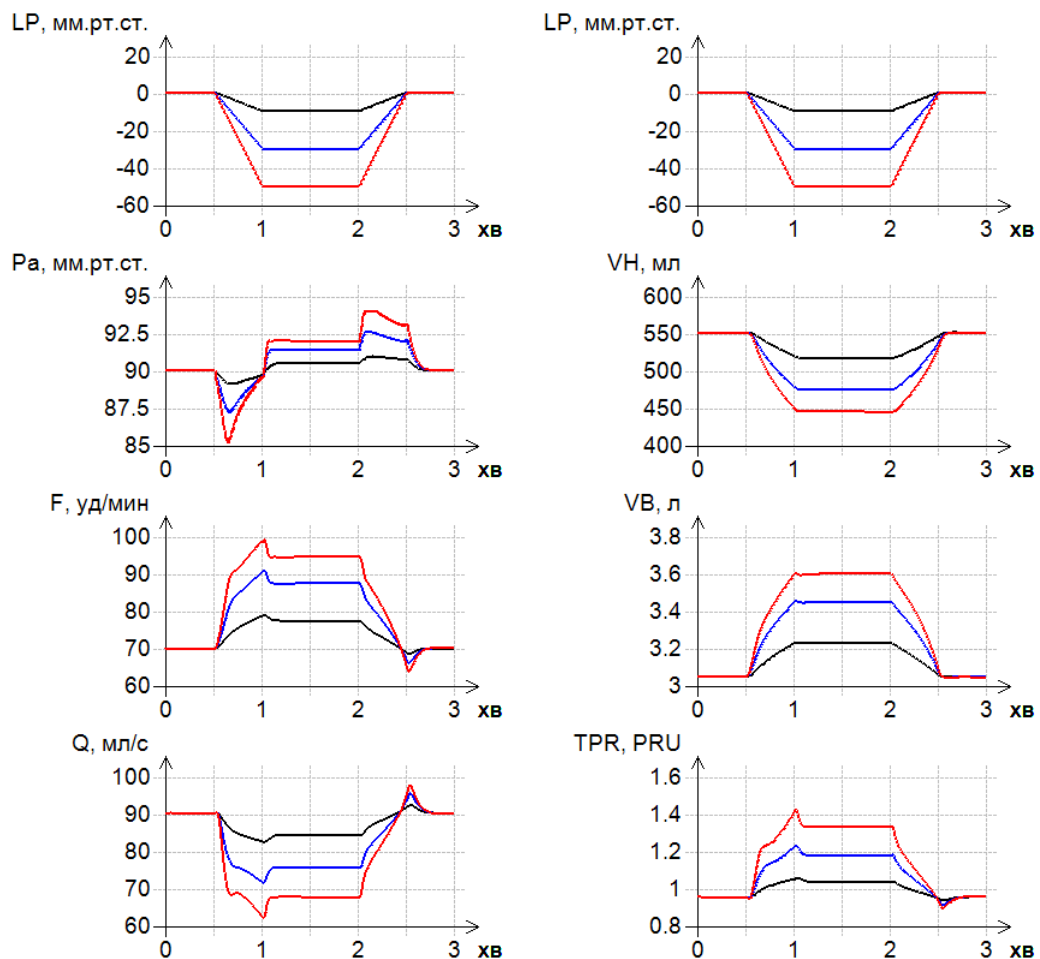 LP, мм.рт.ст.
20
0
-20
-40
-60
0 1 2 3 хв
LP, мм.рт.ст.
20
0
-20
-40
-60
0 1 2 3 хв
Pa, мм.рт.ст.
95
92.5
90
87.5
85
0 1 2 3 хв
VH, мл
600
550
500
450
400
0 1 2 3 хв
F, уд/мин
100
90
80
70
60
0 1 2 3 хв
VB, л
3.8
3.6
3.4
3.2
3
0 1 2 3 хв
Q, мл/с
100
90
80
70
60
0 1 2 3 хв
TPR, PRU
1.6
1.4
1.2
1
0.8
0 1 2 3 хв